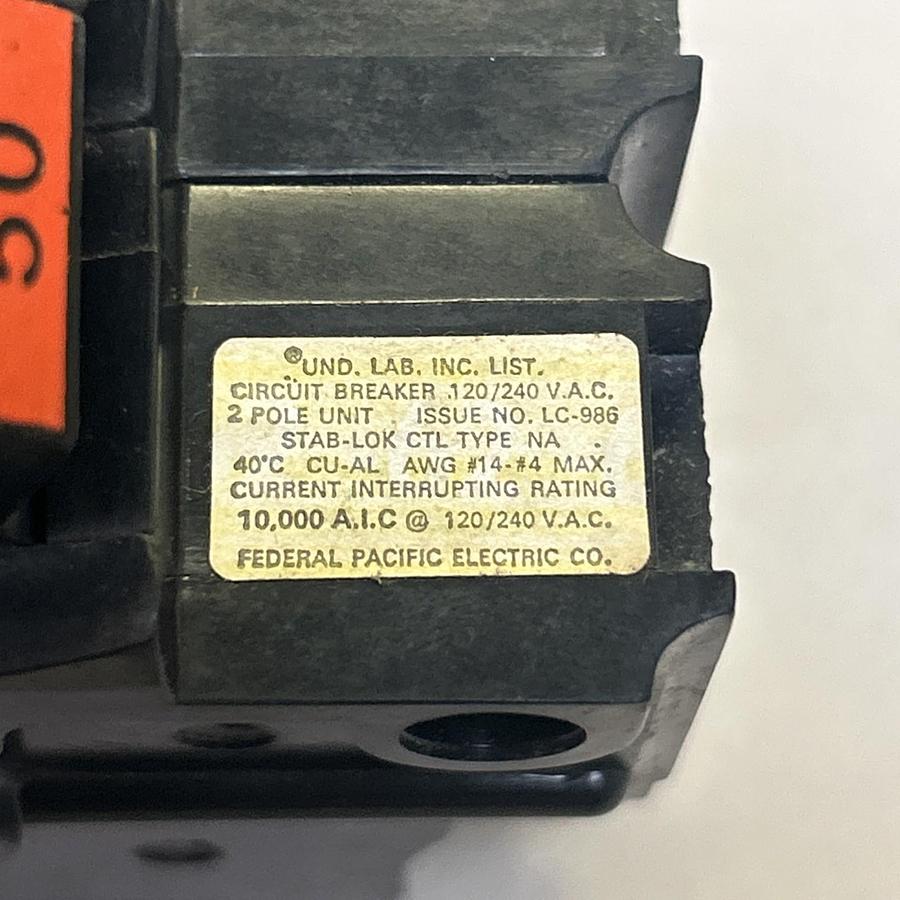 50
® UND. LAB. INC. LIST.
CIRCUIT BREAKER 120/240 V.A.C.
2 POLE UNIT ISSUE NO. LC-986
STAB-LOK CTL TYPE NA
40°C CU-AL AWG #14-#4 MAX.
CURRENT INTERRUPTING RATING
10,000 A.I.C @ 120/240 V.A.C.
FEDERAL PACIFIC ELECTRIC CO.